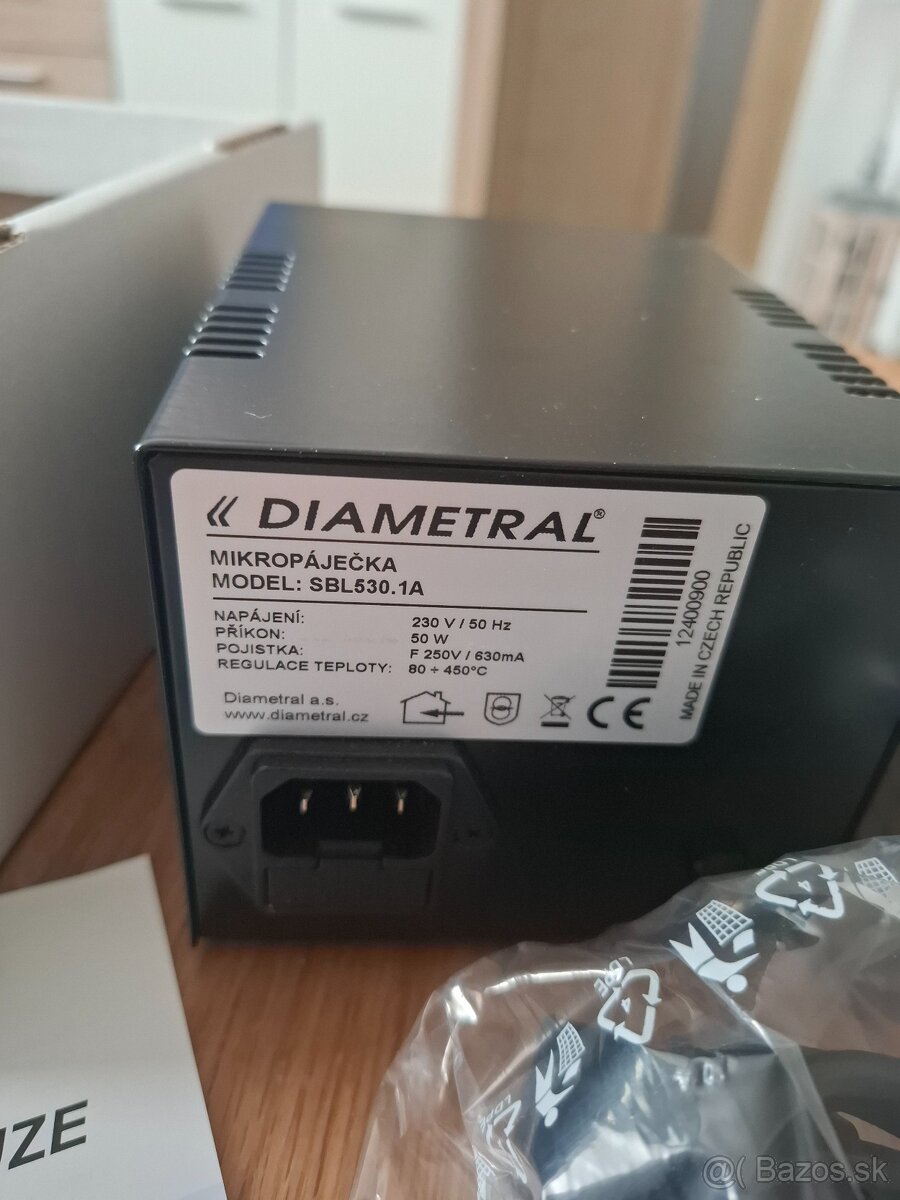 « DIAMETRAL®
MIKROPÁJEČKA
MODEL: SBL530.1A
NAPÁJENÍ: 230 V / 50 Hz
PŘÍKON: 50 W
POJISTKA: F 250V / 630mA
REGULACE TEPLOTY: 80 ÷ 450°C
Diametral a.s.
www.diametral.cz
CE
12400900
MADE IN CZECH REPUBLIC
UZE
@( Bazos.sk